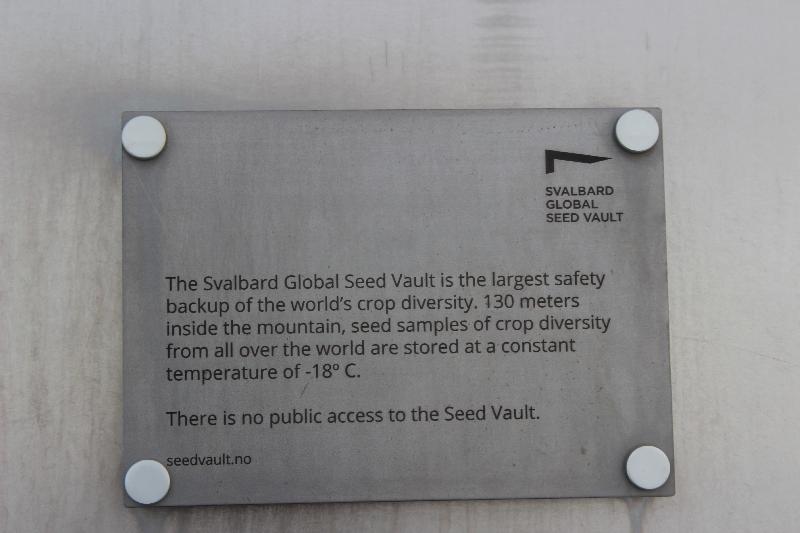 SVALBARD
GLOBAL
SEED VAULT
The Svalbard Global Seed Vault is the largest safety
backup of the world's crop diversity. 130 meters
inside the mountain, seed samples of crop diversity
from all over the world are stored at a constant
temperature of -18º C.
There is no public access to the Seed Vault.
seedvault.no